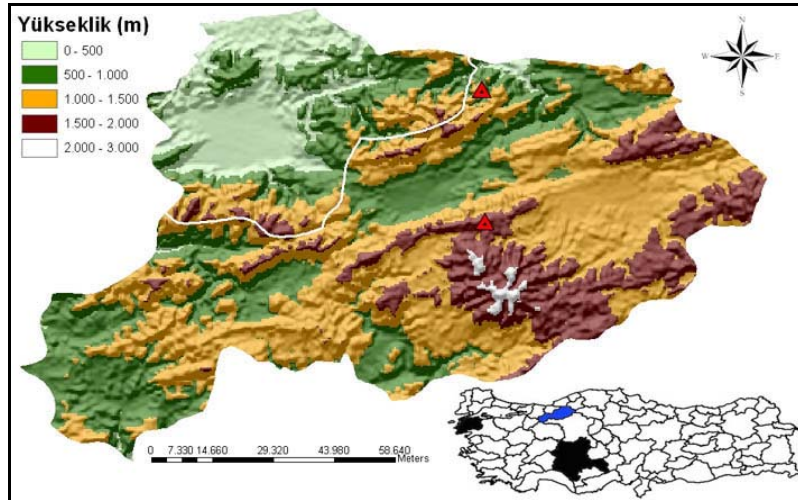 Yükseklik (m)
0 - 500
500 - 1.000
1.000 - 1.500
1.500 - 2.000
2.000 - 3.000
N
W
E
S
0 7.330 14.660 29.320 43.980 58.640
Meters